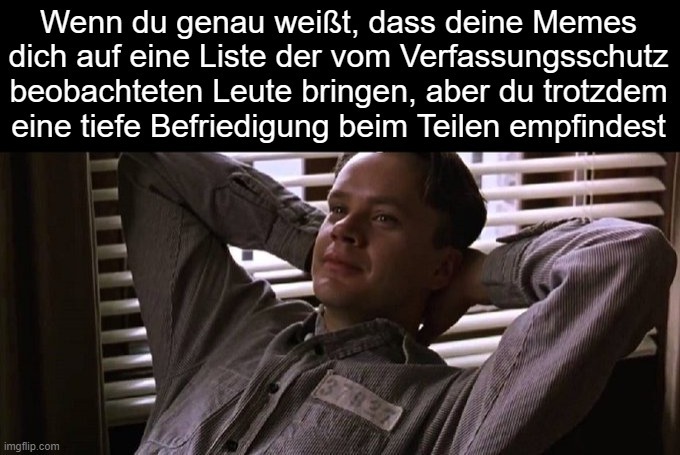 Wenn du genau weißt, dass deine Memes
dich auf eine Liste der vom Verfassungsschutz
beobachteten Leute bringen, aber du trotzdem
eine tiefe Befriedigung beim Teilen empfindest
37927
imgflip.com